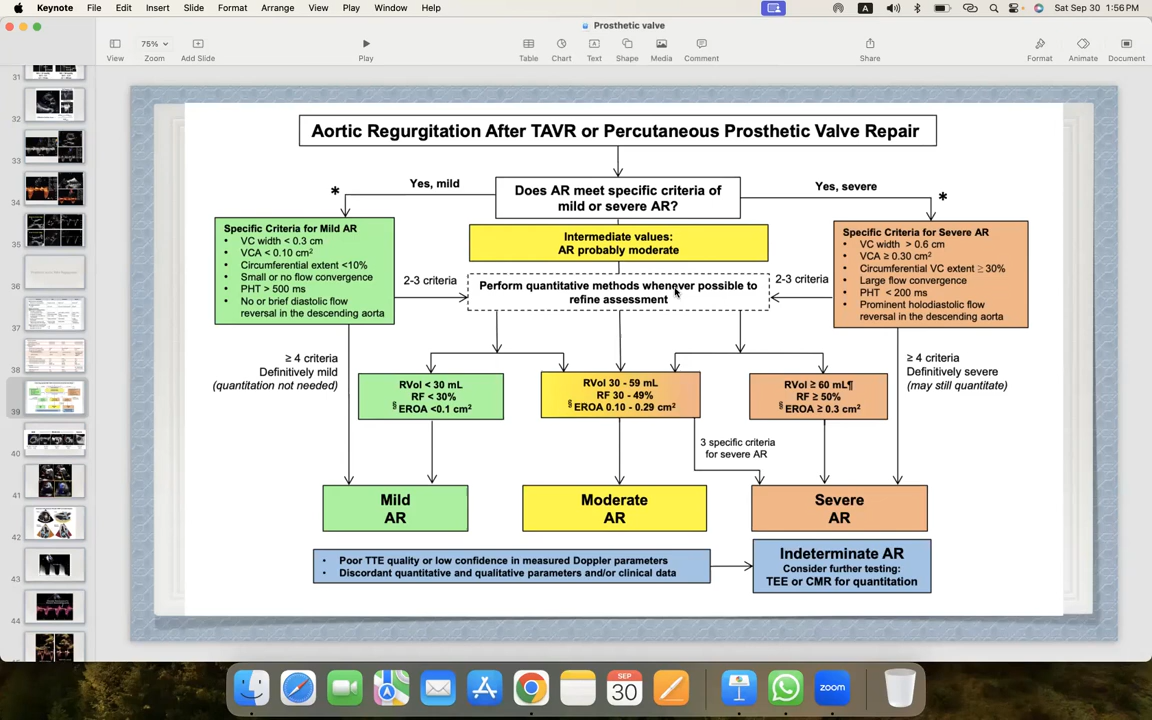 Keynote File Edit Insert Slide Format Arrange View Play Window Help
A
Sat Sep 30 1:56 PM
Prosthetic valve
75%
View Zoom Add Slide
Play
Table Chart Text Shape Media Comment
Share
Format Animate Document
31
32
33
34
35
36
37
38
39
40
41
42
43
44
Aortic Regurgitation After TAVR or Percutaneous Prosthetic Valve Repair
Does AR meet specific criteria of
mild or severe AR?
Yes, mild
*
Yes, severe
*
Specific Criteria for Mild AR
• VC width < 0.3 cm
• VCA < 0.10 cm²
• Circumferential extent <10%
• Small or no flow convergence
• PHT > 500 ms
• No or brief diastolic flow
reversal in the descending aorta
Intermediate values:
AR probably moderate
Specific Criteria for Severe AR
• VC width > 0.6 cm
• VCA ≥ 0.30 cm²
• Circumferential VC extent ≥ 30%
• Large flow convergence
• PHT < 200 ms
• Prominent holodiastolic flow
reversal in the descending aorta
2-3 criteria
Perform quantitative methods whenever possible to
refine assessment
2-3 criteria
≥ 4 criteria
Definitively mild
(quantitation not needed)
RVol < 30 mL
RF < 30%
§ EROA <0.1 cm²
RVol 30 - 59 mL
RF 30 - 49%
§ EROA 0.10 - 0.29 cm²
RVol ≥ 60 mL¶
RF ≥ 50%
§ EROA ≥ 0.3 cm²
≥ 4 criteria
Definitively severe
(may still quantitate)
3 specific criteria
for severe AR
Mild
AR
Moderate
AR
Severe
AR
• Poor TTE quality or low confidence in measured Doppler parameters
• Discordant quantitative and qualitative parameters and/or clinical data
Indeterminate AR
Consider further testing:
TEE or CMR for quantitation
SEP
30
zoom